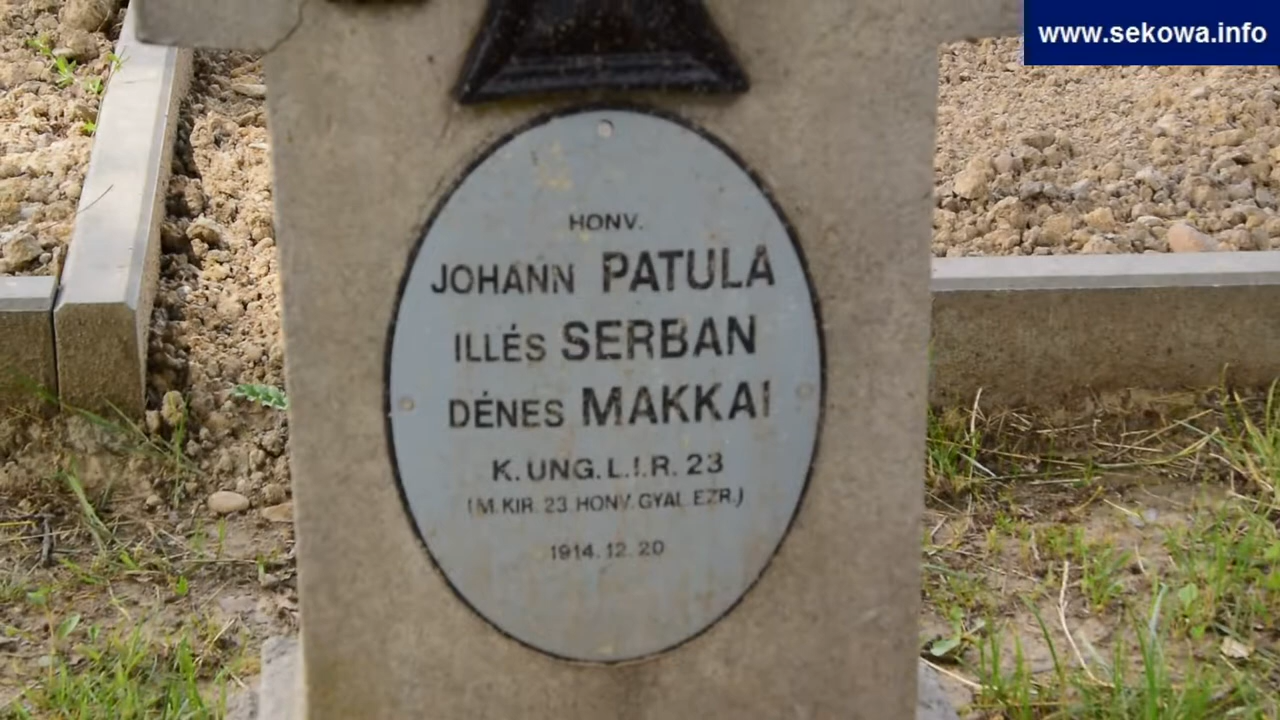 www.sekowa.info
HONV.
JOHANN PATULA
ILLÉS SERBAN
DÉNES MAKKAI
K. UNG. L.I.R. 23
(M. KIR. 23. HONV. GYAL. EZR.)
1914. 12. 20